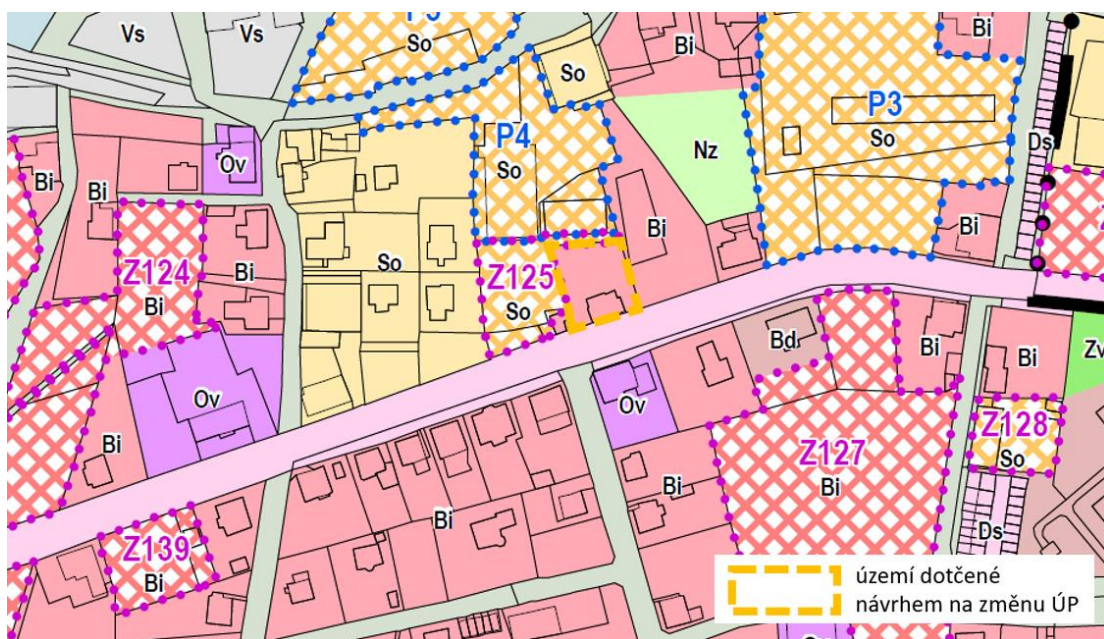 Vs
Vs
So
Bi
Bi
So
P3
So
P4
So
Ds
Ov
Nz
Bi
Bi
Bi
Bi
Bi
So
Z124
Bi
Z125
So
Bd
Bi
Bi
Zv
Ov
Ov
Z128
So
Bi
Z127
Bi
Bi
Bi
Ds
Z139
Bi
území dotčené
návrhem na změnu ÚP